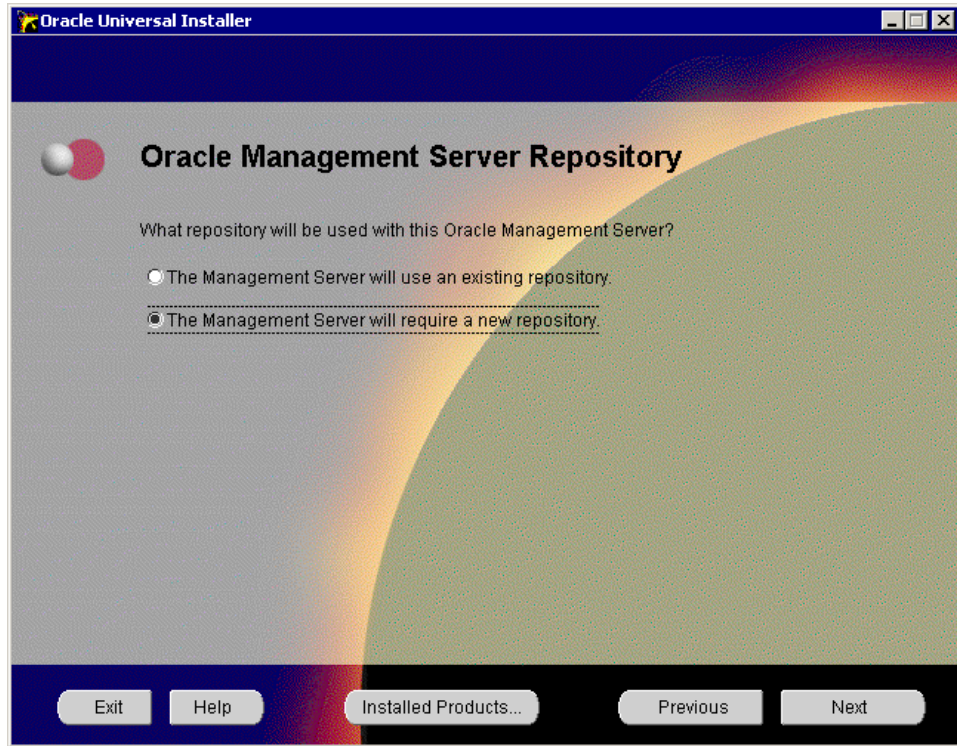 Oracle Universal Installer
Oracle Management Server Repository
What repository will be used with this Oracle Management Server?
The Management Server will use an existing repository.
The Management Server will require a new repository.
Exit Help Installed Products... Previous Next